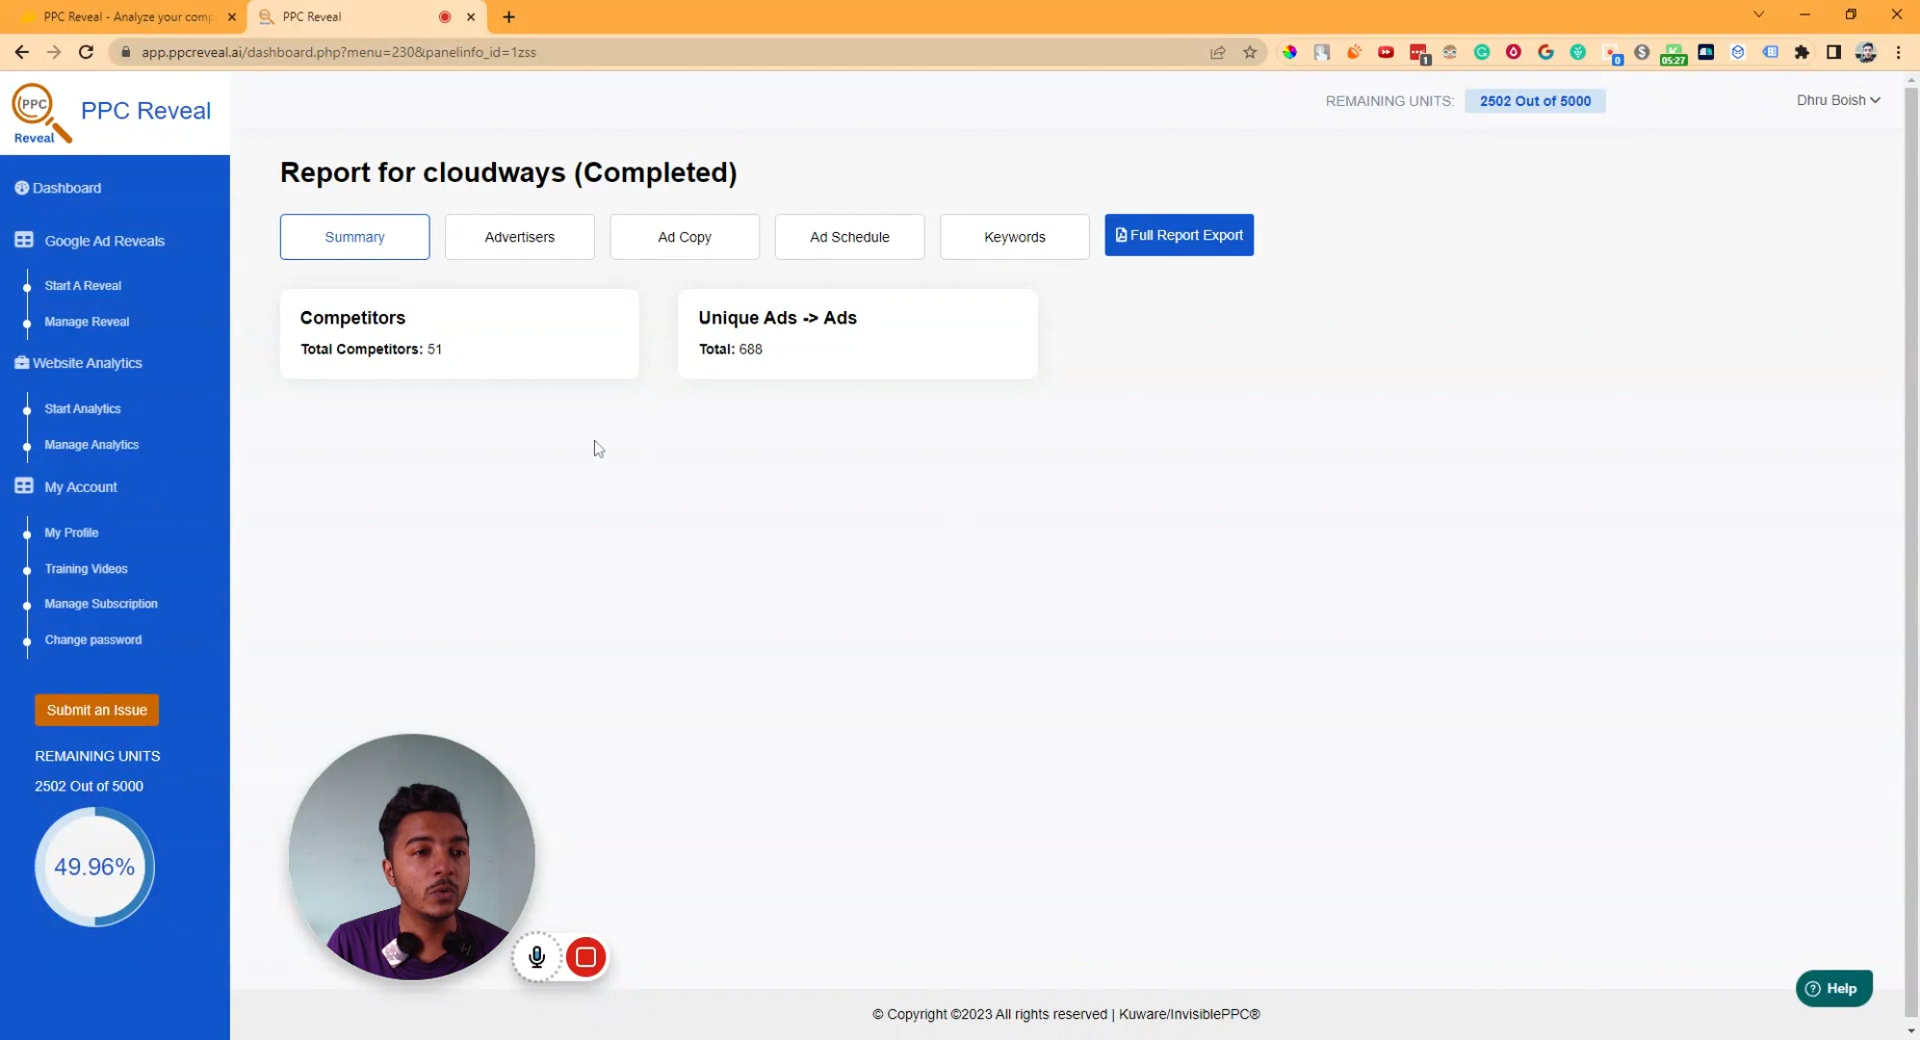 PPC Reveal - Analyze your comp
PPC Reveal
app.ppcreveal.ai/dashboard.php?menu=230&panelinfo_id=1zss
1
0
05:27
PPC
Reveal
PPC Reveal
REMAINING UNITS: 2502 Out of 5000
Dhru Boish
Dashboard
Google Ad Reveals
Start A Reveal
Manage Reveal
Website Analytics
Start Analytics
Manage Analytics
My Account
My Profile
Training Videos
Manage Subscription
Change password
Submit an Issue
REMAINING UNITS
2502 Out of 5000
49.96%
Report for cloudways (Completed)
Summary
Advertisers
Ad Copy
Ad Schedule
Keywords
Full Report Export
Competitors
Total Competitors: 51
Unique Ads -> Ads
Total: 688
Help
© Copyright ©2023 All rights reserved | Kuware/InvisiblePPC®